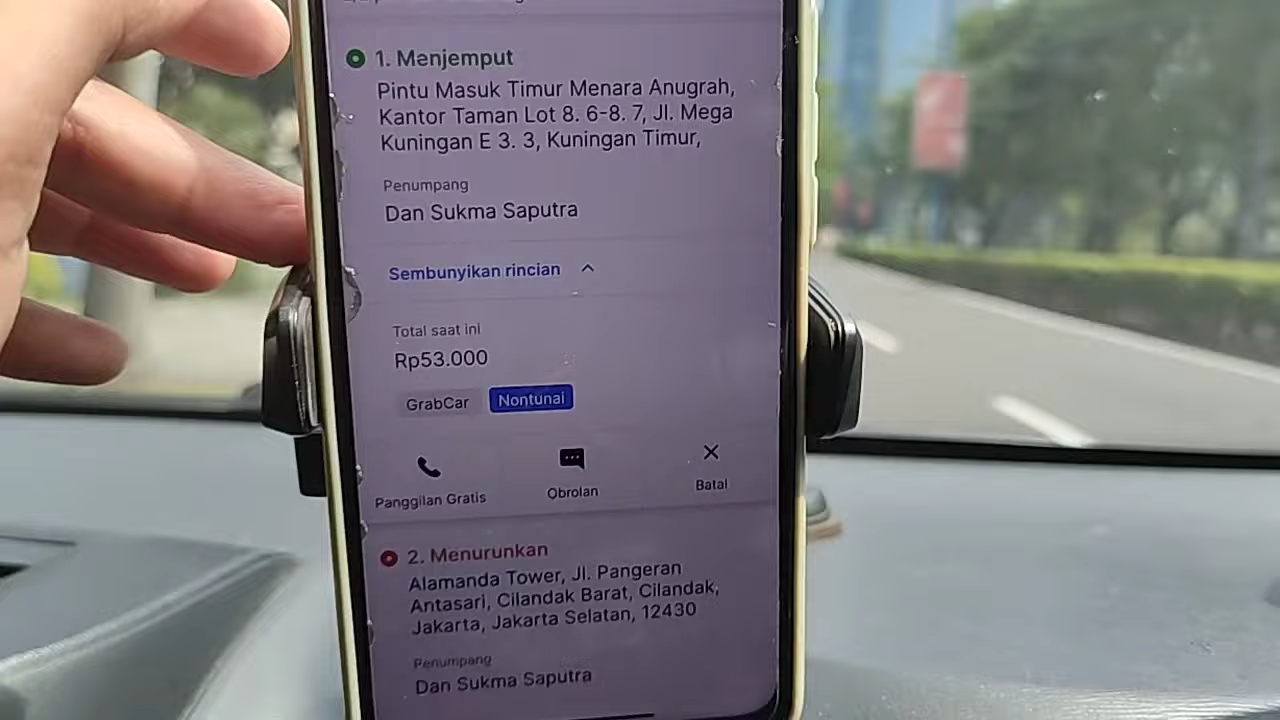 1. Menjemput
Pintu Masuk Timur Menara Anugrah,
Kantor Taman Lot 8. 6-8. 7, Jl. Mega
Kuningan E 3. 3, Kuningan Timur,
Penumpang
Dan Sukma Saputra
Sembunyikan rincian
Total saat ini
Rp53.000
GrabCar Nontunai
Panggilan Gratis Obrolan Batal
2. Menurunkan
Alamanda Tower, Jl. Pangeran
Antasari, Cilandak Barat, Cilandak,
Jakarta, Jakarta Selatan, 12430
Penumpang
Dan Sukma Saputra